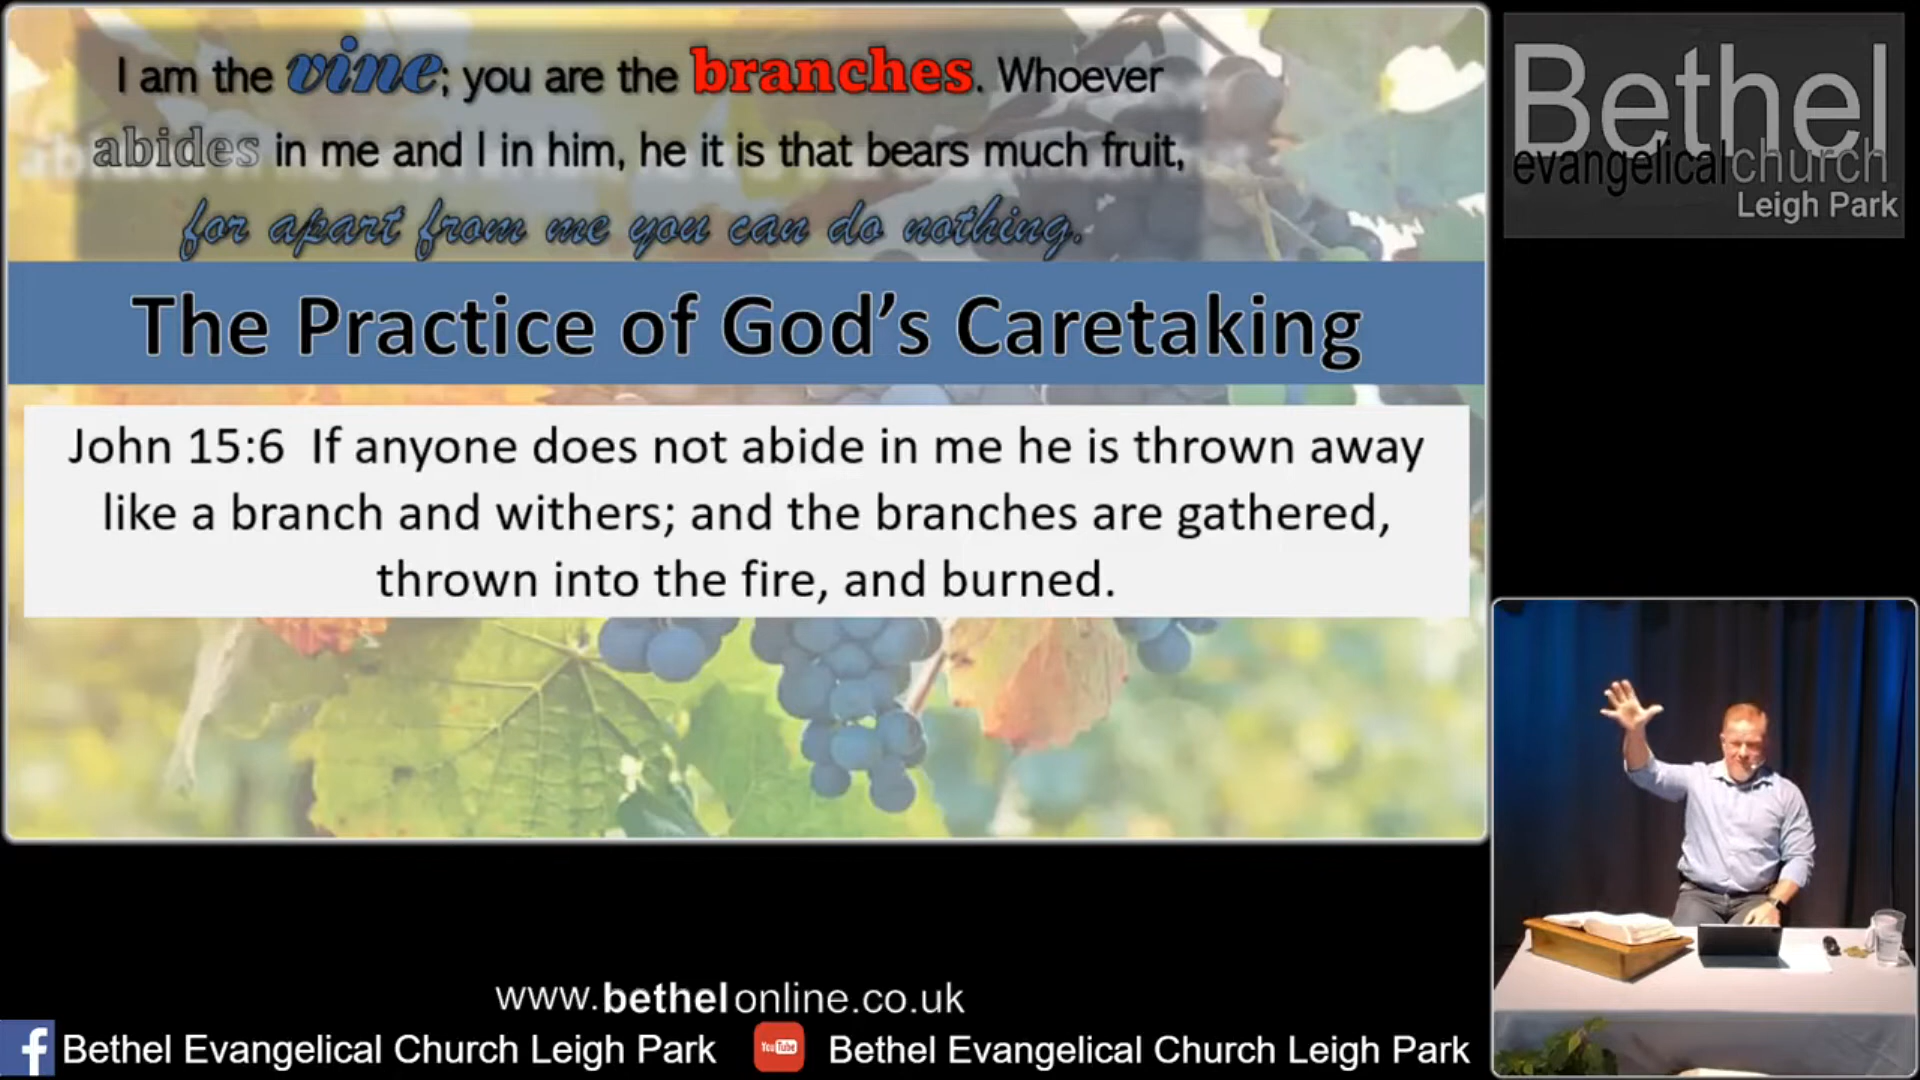 I am the vine; you are the branches. Whoever
abides in me and I in him, he it is that bears much fruit,
for apart from me you can do nothing.
The Practice of God's Caretaking
John 15:6 If anyone does not abide in me he is thrown away
like a branch and withers; and the branches are gathered,
thrown into the fire, and burned.
Bethel
evangelicalchurch
Leigh Park
www.bethelonline.co.uk
f Bethel Evangelical Church Leigh Park
YouTube Bethel Evangelical Church Leigh Park